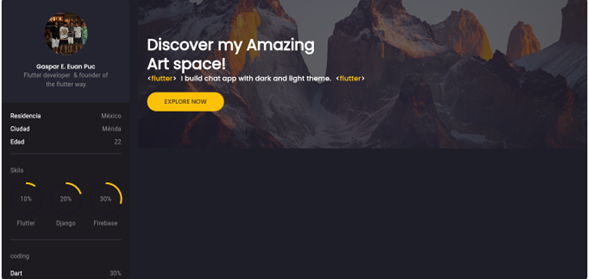 Gaspar E. Euan Puc
Flutter developer & founder of
the flutter way.
Residencia México
Ciudad Mérida
Edad 22
Skils
10% 20% 30%
Flutter Django Firebase
coding
Dart 30%
Discover my Amazing
Art space!
<flutter> I build chat app with dark and light theme. <flutter>
EXPLORE NOW